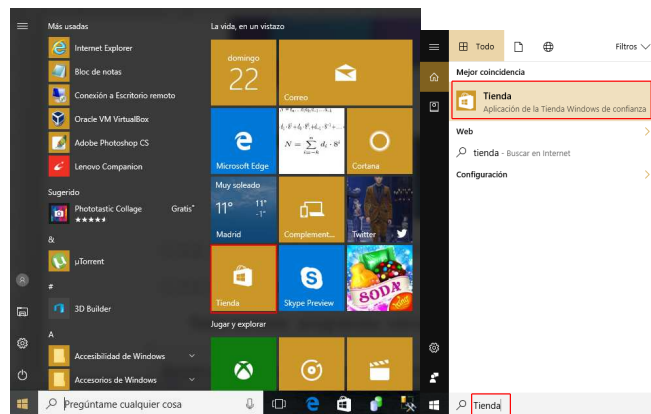 Más usadas
Internet Explorer
Bloc de notas
Conexión a Escritorio remoto
Oracle VM VirtualBox
Adobe Photoshop CS
Lenovo Companion
Sugerido
Phototastic Collage Gratis*
&
µTorrent
#
3D Builder
A
Accesibilidad de Windows
Accesorios de Windows
Pregúntame cualquier cosa
La vida, en un vistazo
domingo
22
Correo
Microsoft Edge
Cortana
Muy soleado
11° 11°
-1°
Madrid
Complement...
Twitter
Tienda
Skype Preview
SODA
King
Jugar y explorar
Todo
Filtros
Mejor coincidencia
Tienda
Aplicación de la Tienda Windows de confianza
Web
tienda - Buscar en Internet
Configuración
Tienda